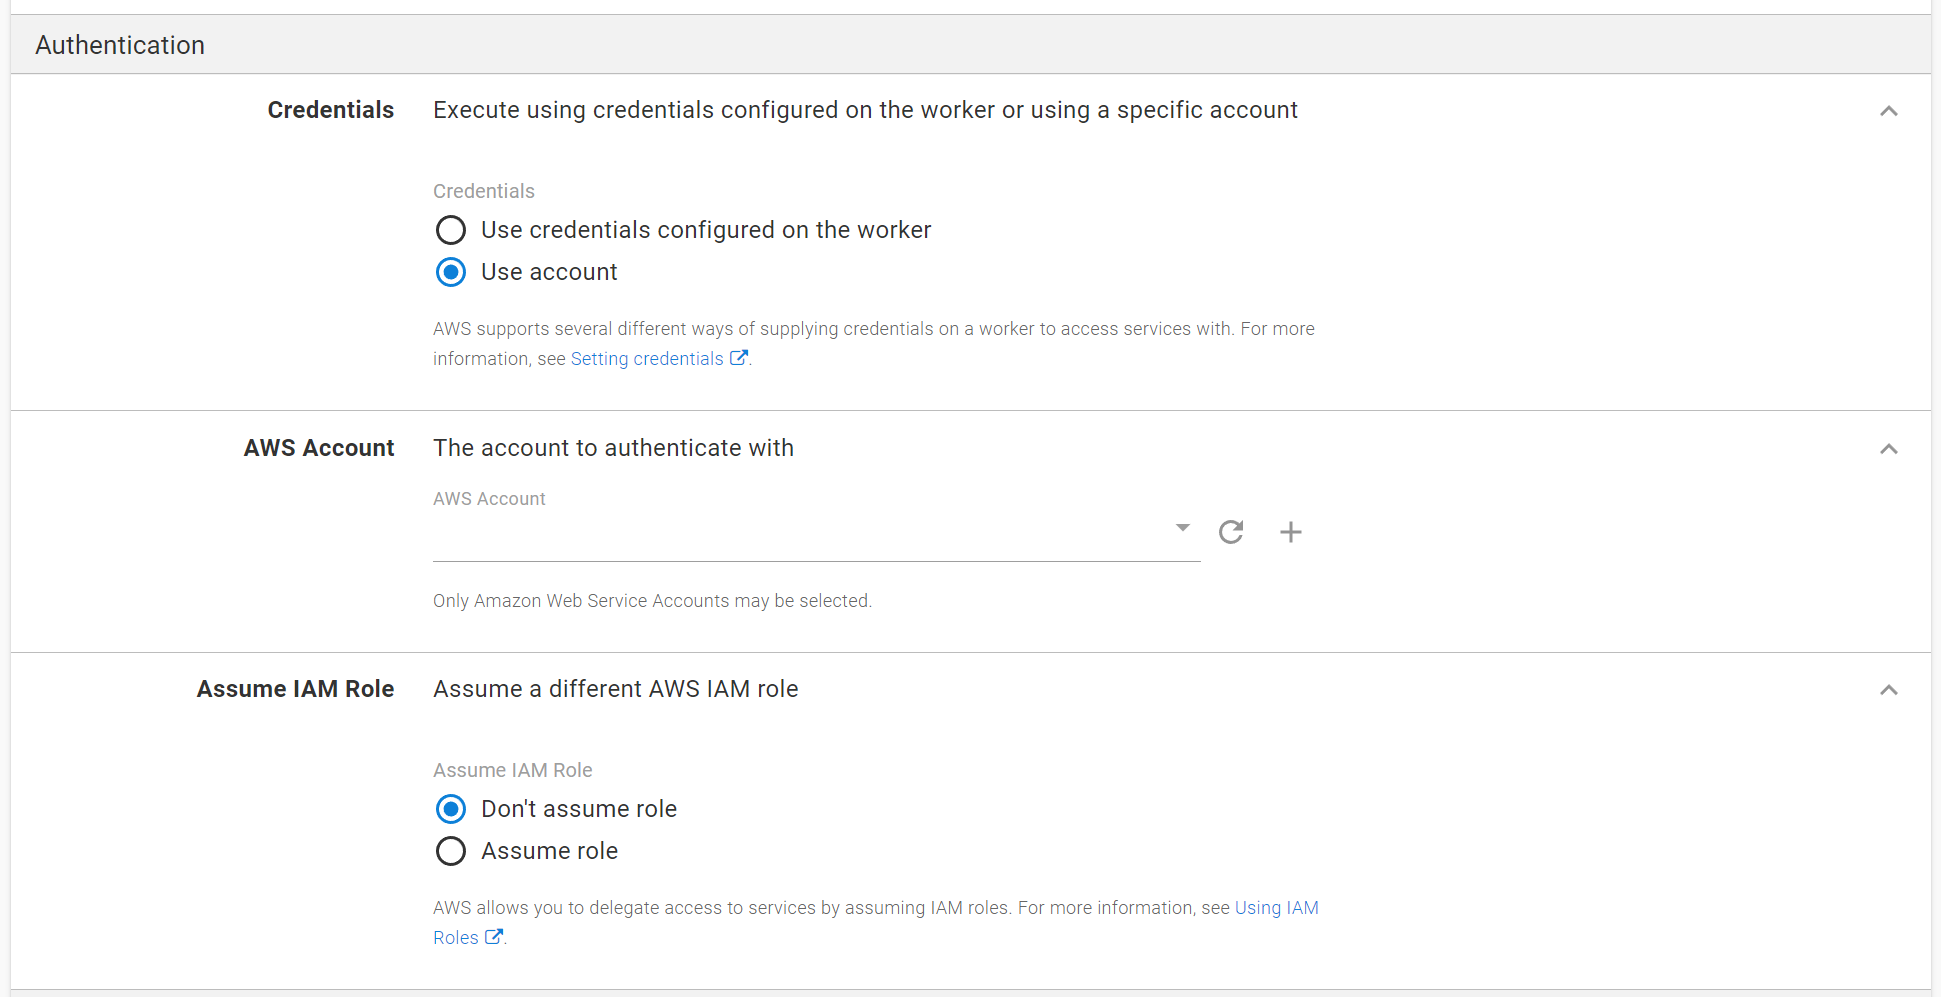 Authentication
Credentials
Execute using credentials configured on the worker or using a specific account
Credentials
Use credentials configured on the worker
Use account
AWS supports several different ways of supplying credentials on a worker to access services with. For more
information, see Setting credentials.
AWS Account
The account to authenticate with
AWS Account
Only Amazon Web Service Accounts may be selected.
Assume IAM Role
Assume a different AWS IAM role
Assume IAM Role
Don't assume role
Assume role
AWS allows you to delegate access to services by assuming IAM roles. For more information, see Using IAM
Roles.